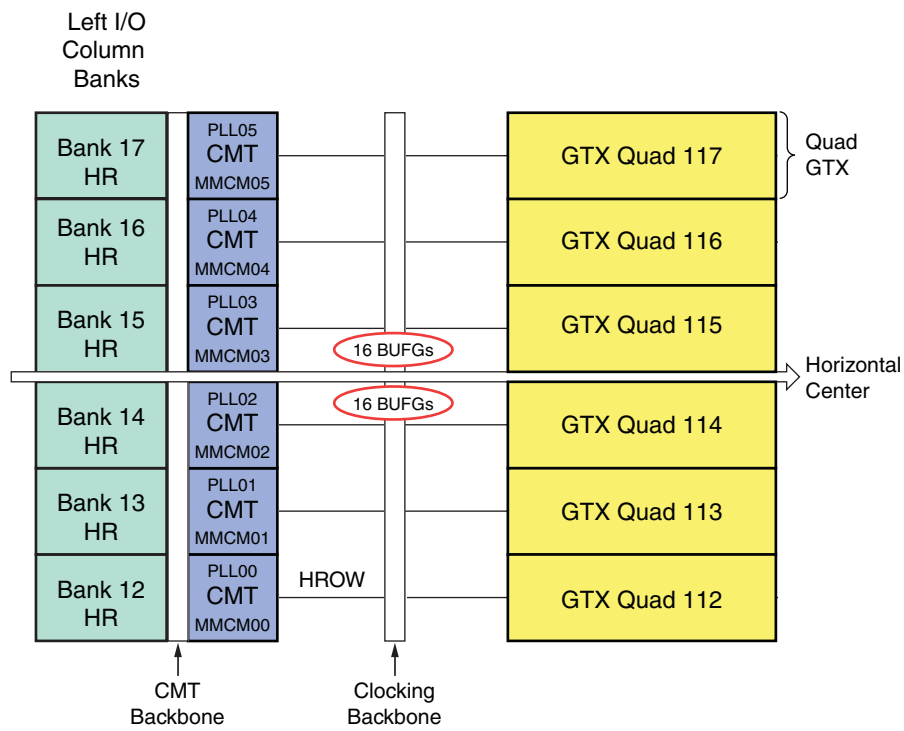 Left I/O
Column
Banks
Bank 17
HR
PLL05
CMT
MMCM05
GTX Quad 117
Quad
GTX
Bank 16
HR
PLL04
CMT
MMCM04
GTX Quad 116
Bank 15
HR
PLL03
CMT
MMCM03
16 BUFGs
GTX Quad 115
Horizontal
Center
Bank 14
HR
PLL02
CMT
MMCM02
16 BUFGs
GTX Quad 114
Bank 13
HR
PLL01
CMT
MMCM01
GTX Quad 113
Bank 12
HR
PLL00
CMT
MMCM00
HROW
GTX Quad 112
CMT
Backbone
Clocking
Backbone